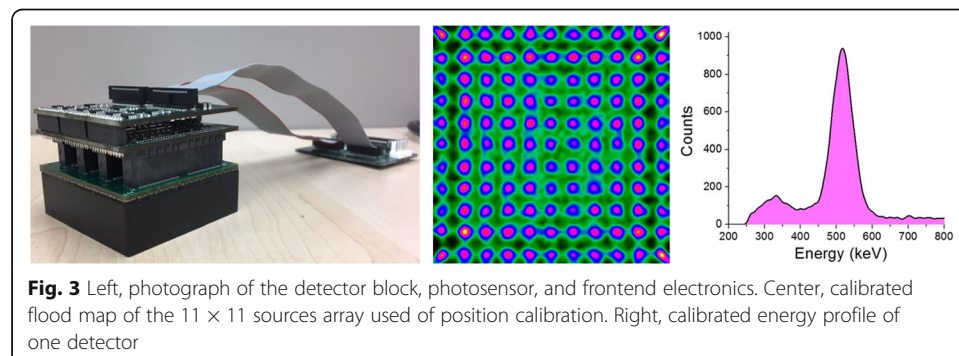 1000
800
600
400
200
0
Counts
200 300 400 500 600 700 800
Energy (keV)
Fig. 3 Left, photograph of the detector block, photosensor, and frontend electronics. Center, calibrated
flood map of the 11 × 11 sources array used of position calibration. Right, calibrated energy profile of
one detector